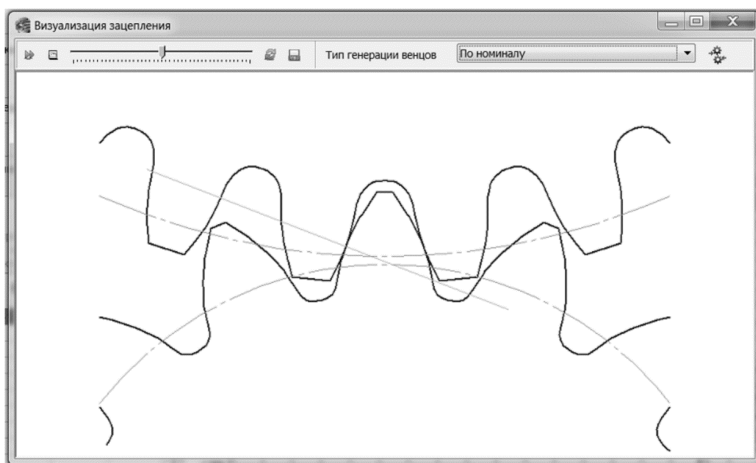 Визуализация зацепления
Тип генерации венцов
По номиналу